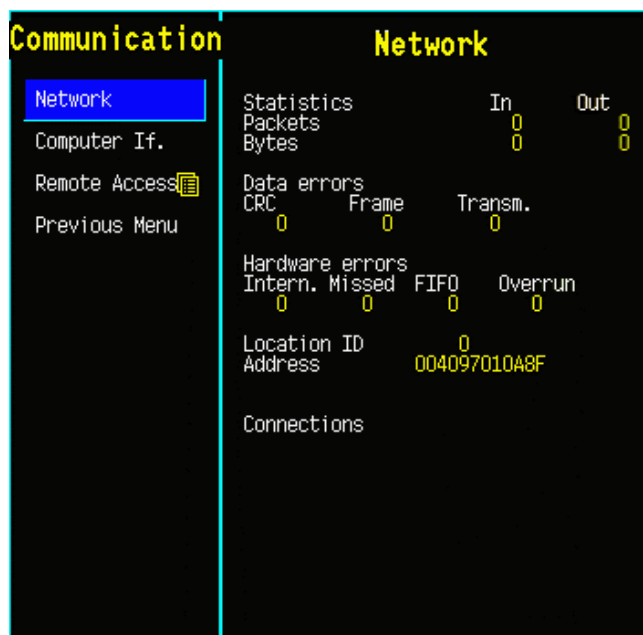 Communication
Network
Computer If.
Remote Access
Previous Menu
Network
Statistics In Out
Packets 0 0
Bytes 0 0
Data errors
CRC Frame Transm.
0 0 0
Hardware errors
Intern. Missed FIFO Overrun
0 0 0 0
Location ID 0
Address 004097010A8F
Connections